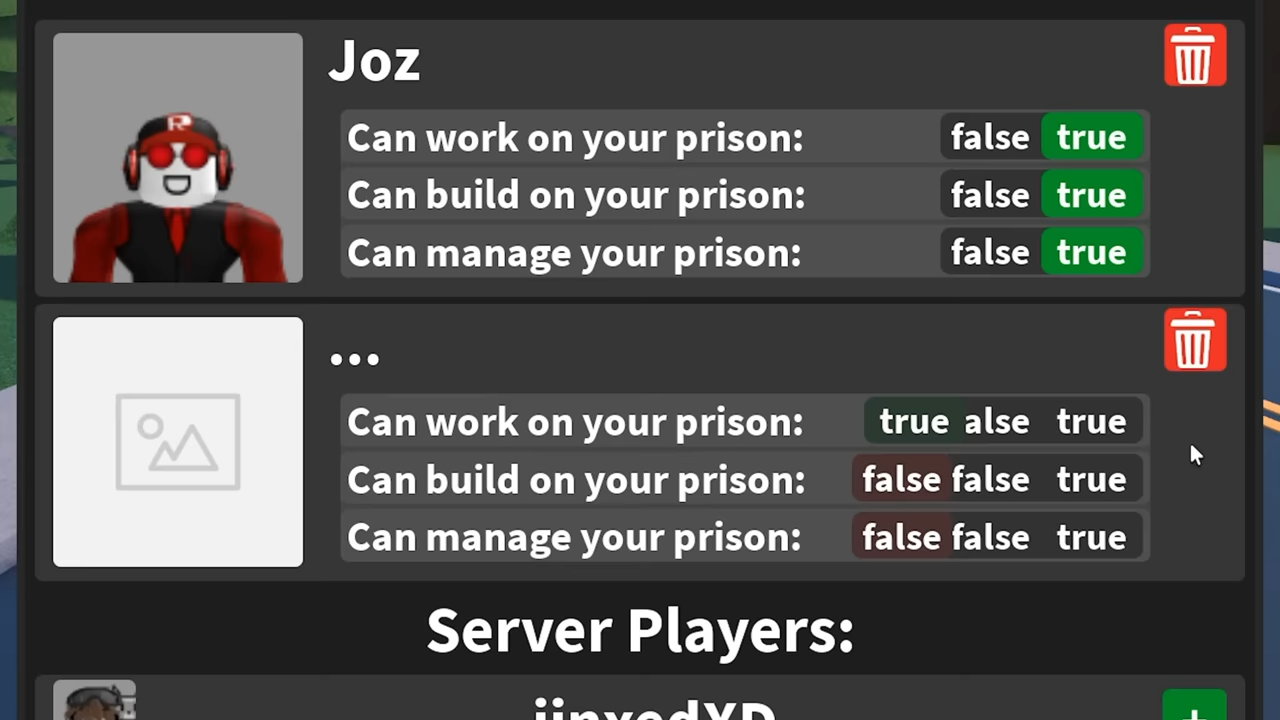 Joz
Can work on your prison: false true
Can build on your prison: false true
Can manage your prison: false true
...
Can work on your prison: true alse true
Can build on your prison: false false true
Can manage your prison: false false true
Server Players:
jinxedXD
+